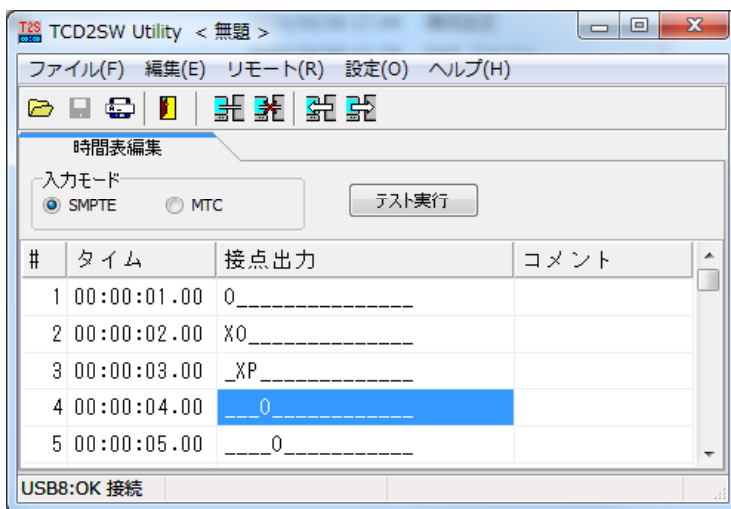 T2S TCD2SW Utility < 無題 >
ファイル(F) 編集(E) リモート(R) 設定(O) ヘルプ(H)
時間表編集
入力モード
SMPTE MTC テスト実行
# タイム 接点出力 コメント
1 00:00:01.00 O_______________
2 00:00:02.00 XO______________
3 00:00:03.00 _XP_____________
4 00:00:04.00 ___O____________
5 00:00:05.00 ____O___________
USB8:OK 接続